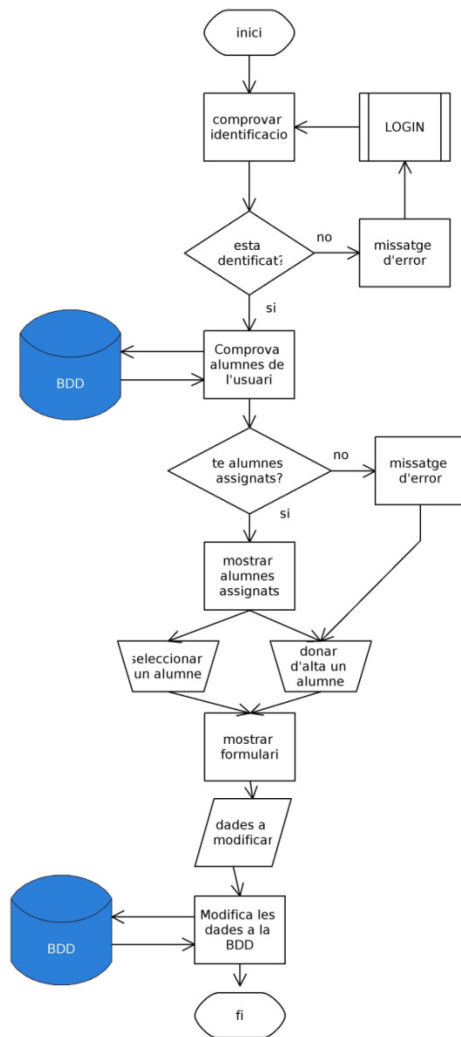 inici
comprovar
identificacio
LOGIN
esta
dentificat?
no
missatge
d'error
si
BDD
Comprova
alumnes de
l'usuari
te alumnes
assignats?
no
missatge
d'error
si
mostrar
alumnes
assignats
seleccionar
un alumne
donar
d'alta un
alumne
mostrar
formulari
dades a
modificar
BDD
Modifica les
dades a la
BDD
fi